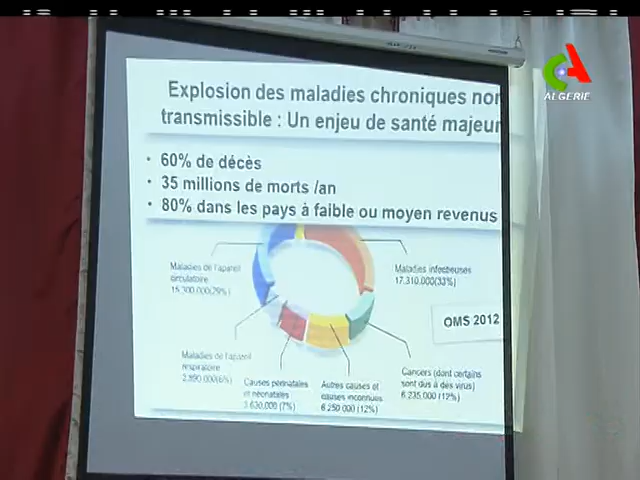 ALGERIE
Explosion des maladies chroniques non
transmissible : Un enjeu de santé majeur
• 60% de décès
• 35 millions de morts /an
• 80% dans les pays à faible ou moyen revenus
Maladies de l'appareil
circulatoire
15 300 000(29%)
Maladies infectieuses
17.310.000(33%)
OMS 2012
Maladies de l'appareil
respiratoire
2.890 000(6%)
Causes périnatales
et néonatales
3 630,000 (7%)
Autres causes et
causes inconnues
6 250 000 (12%)
Cancers (dont certains
sont dus à des virus)
6 235 000 (12%)